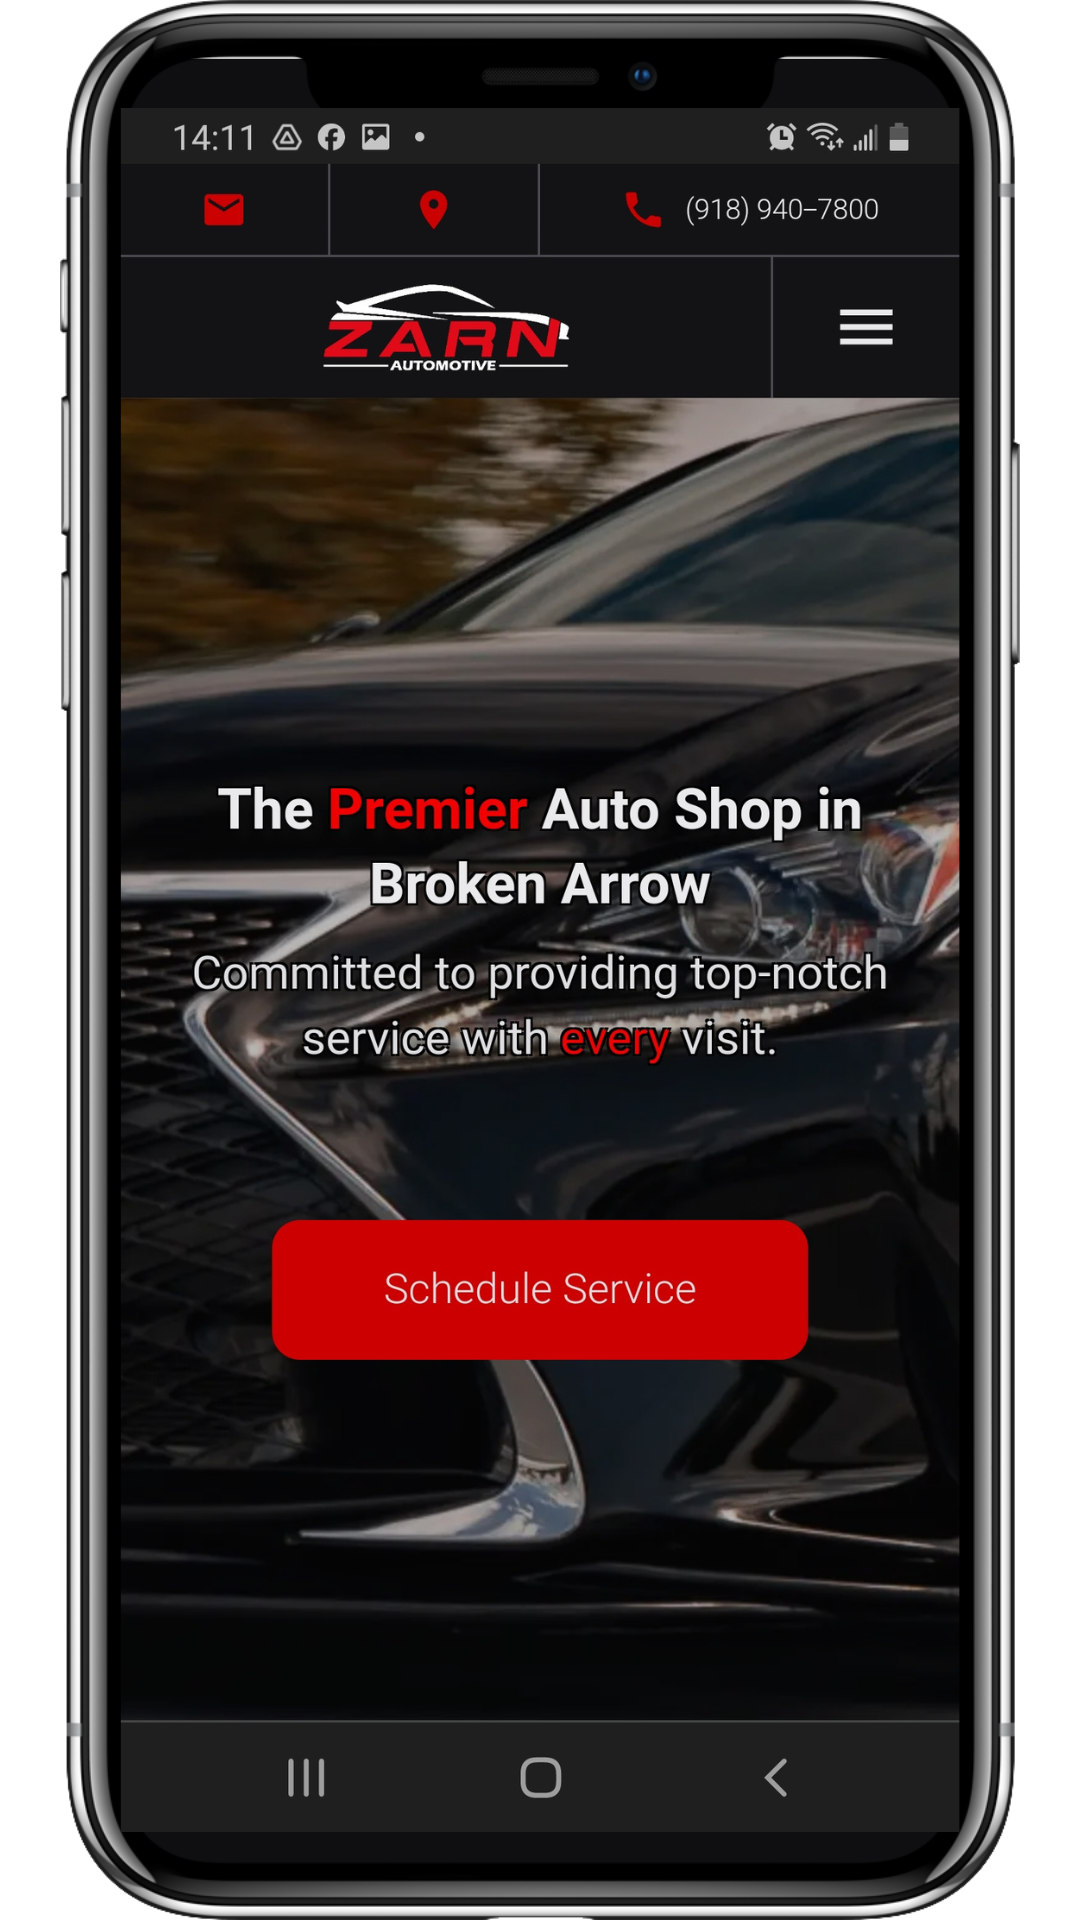 14:11
(918) 940-7800
ZARN
AUTOMOTIVE
The Premier Auto Shop in
Broken Arrow
Committed to providing top-notch
service with every visit.
Schedule Service